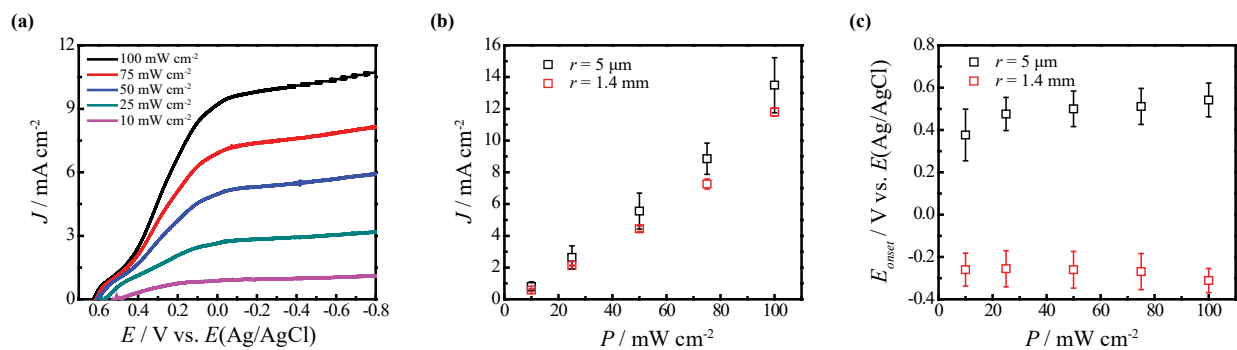 (a)
12
9
6
3
0
J / mA cm-2
100 mW cm-2
75 mW cm-2
50 mW cm-2
25 mW cm-2
10 mW cm-2
0.6 0.4 0.2 0.0 -0.2 -0.4 -0.6 -0.8
E / V vs. E(Ag/AgCl)
(b)
16
14
12
10
8
6
4
2
0
J / mA cm-2
r = 5 μm
r = 1.4 mm
0 20 40 60 80 100
P / mW cm-2
(c)
0.8
0.6
0.4
0.2
0.0
-0.2
-0.4
Eonset / V vs. E(Ag/AgCl)
r = 5 μm
r = 1.4 mm
0 20 40 60 80 100
P / mW cm-2